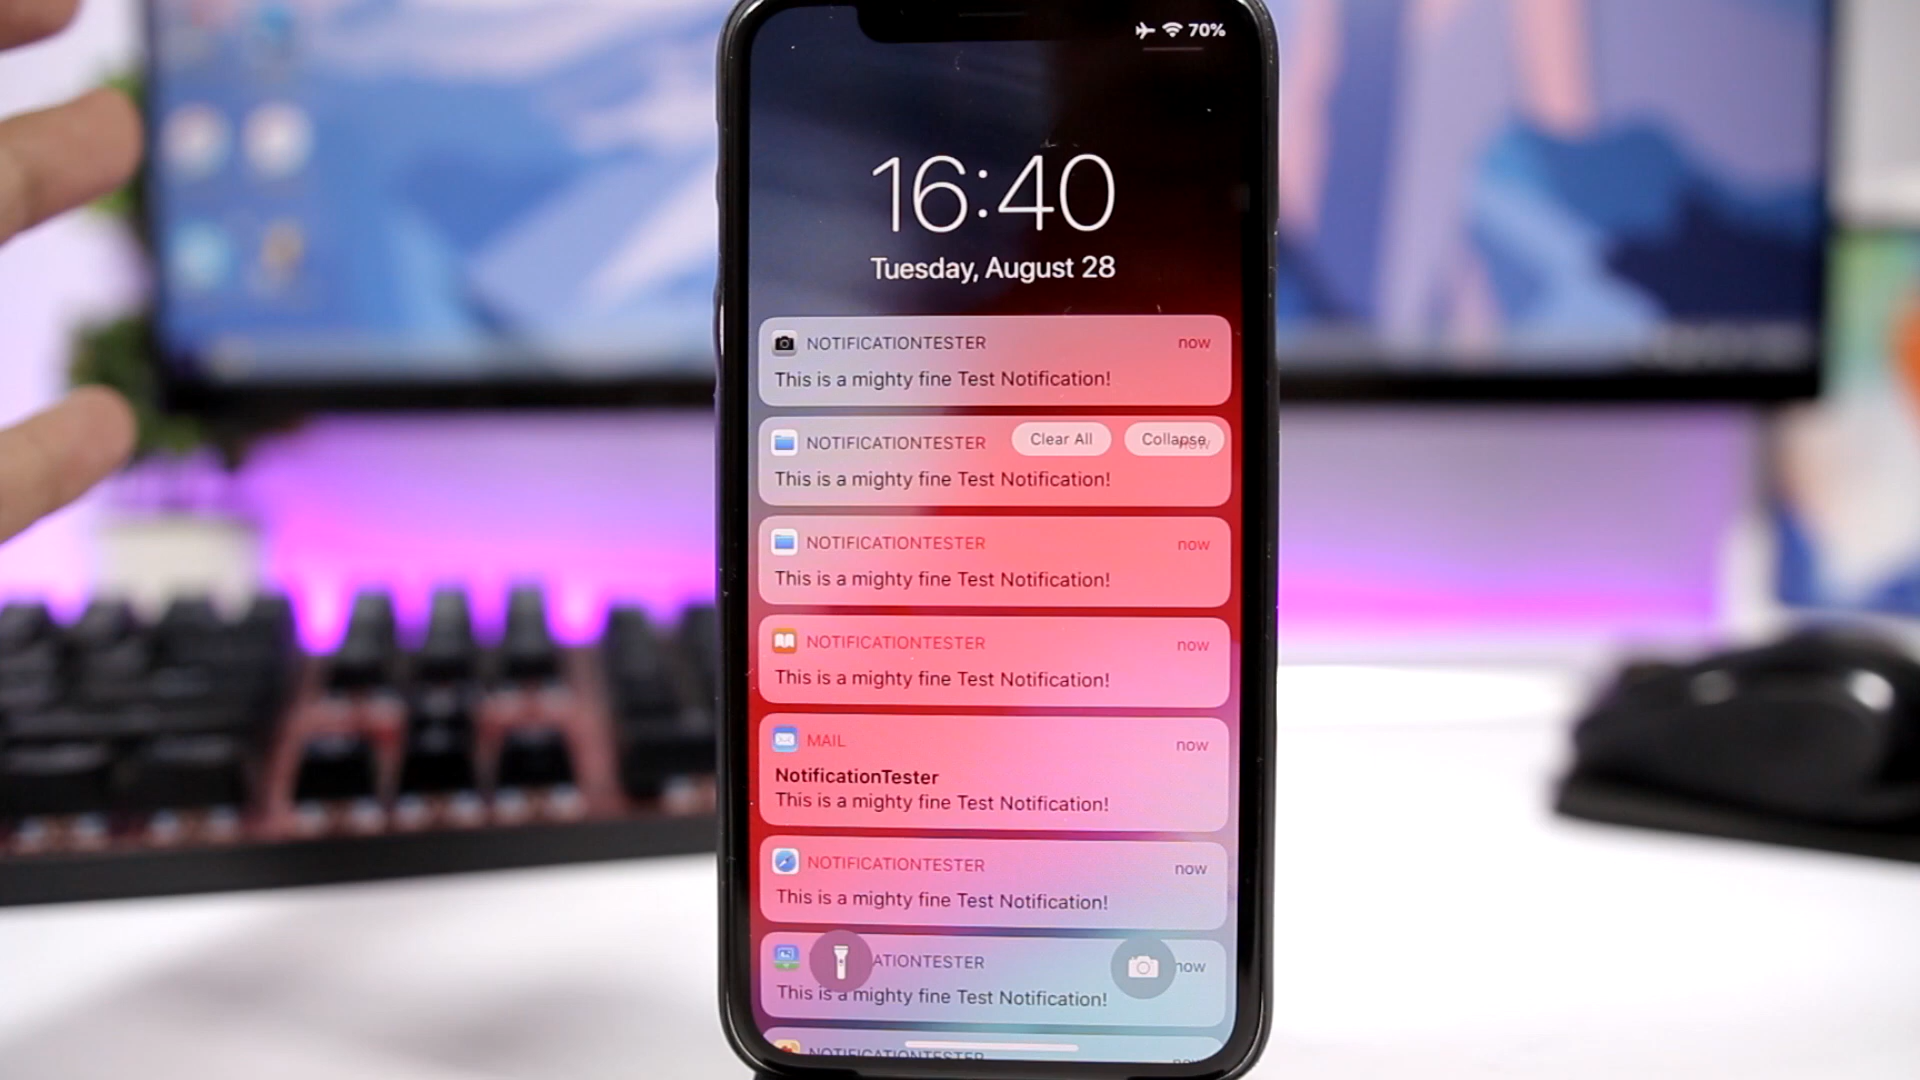 70%
16:40
Tuesday, August 28
NOTIFICATIONTESTER now
This is a mighty fine Test Notification!
NOTIFICATIONTESTER Clear All Collapse now
This is a mighty fine Test Notification!
NOTIFICATIONTESTER now
This is a mighty fine Test Notification!
NOTIFICATIONTESTER now
This is a mighty fine Test Notification!
MAIL now
NotificationTester
This is a mighty fine Test Notification!
NOTIFICATIONTESTER now
This is a mighty fine Test Notification!
ATIONTESTER now
This is a mighty fine Test Notification!
NOTIFICATIONTESTER now